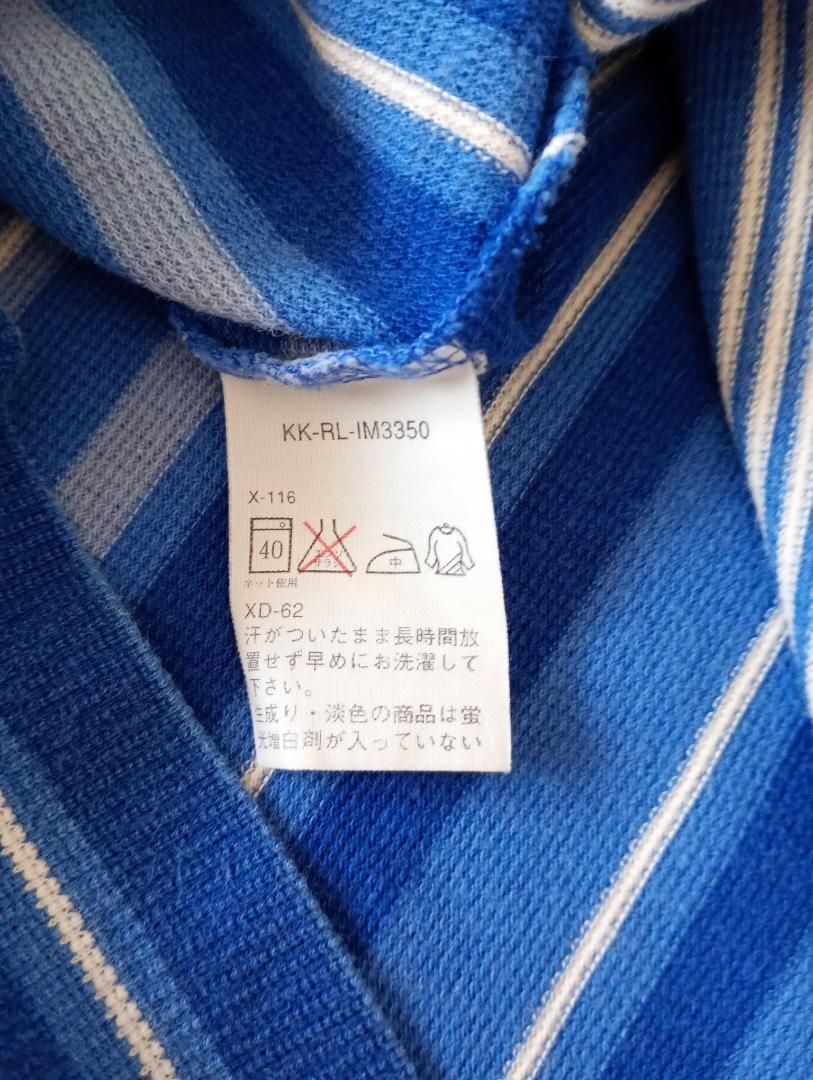 KK-RL-IM3350
X-116
40
中
ネット使用
XD-62
汗がついたまま長時間放
置せず早めにお洗濯して
下さい。
生成り・淡色の商品は蛍
光増白剤が入っていない